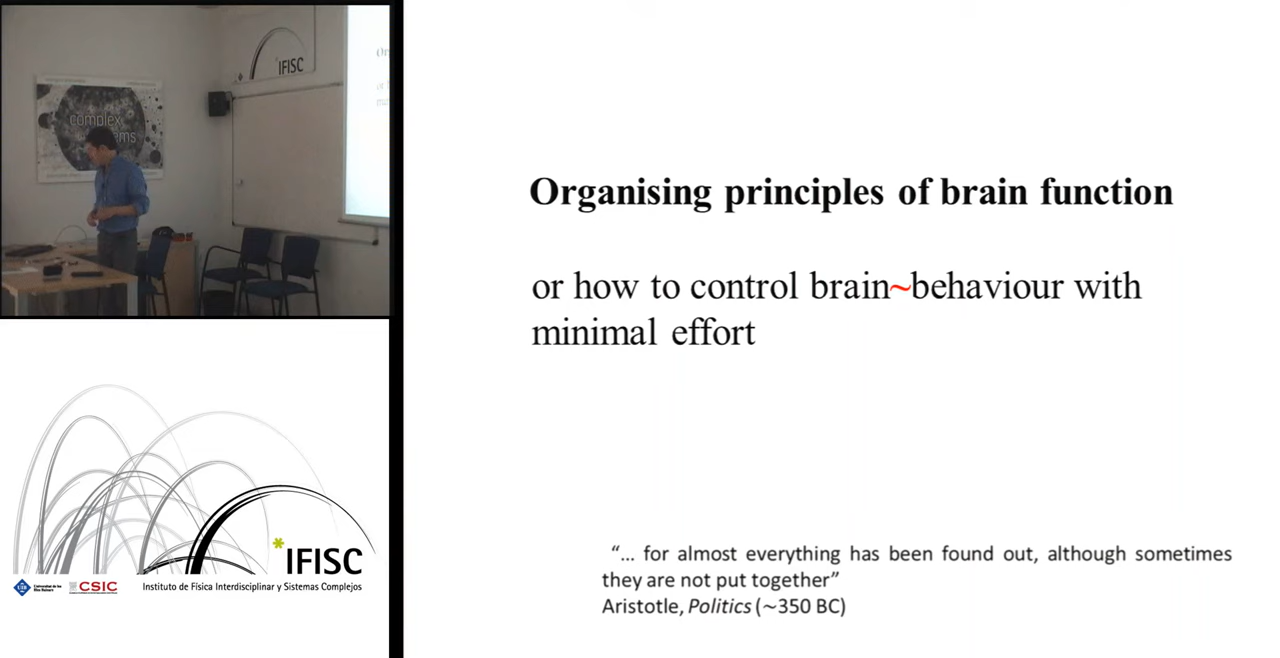 IFISC
complex
Organising principles of brain function
or how to control brain~behaviour with
minimal effort
“... for almost everything has been found out, although sometimes
they are not put together”
Aristotle, Politics (~350 BC)
*IFISC
CSIC
Instituto de Física Interdisciplinar y Sistemas Complejos